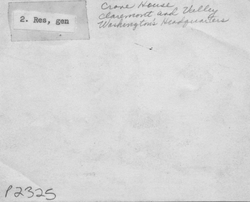 2. Res, gen
Crane House
Claremont and Valley
Washington's Headquarters
P2325